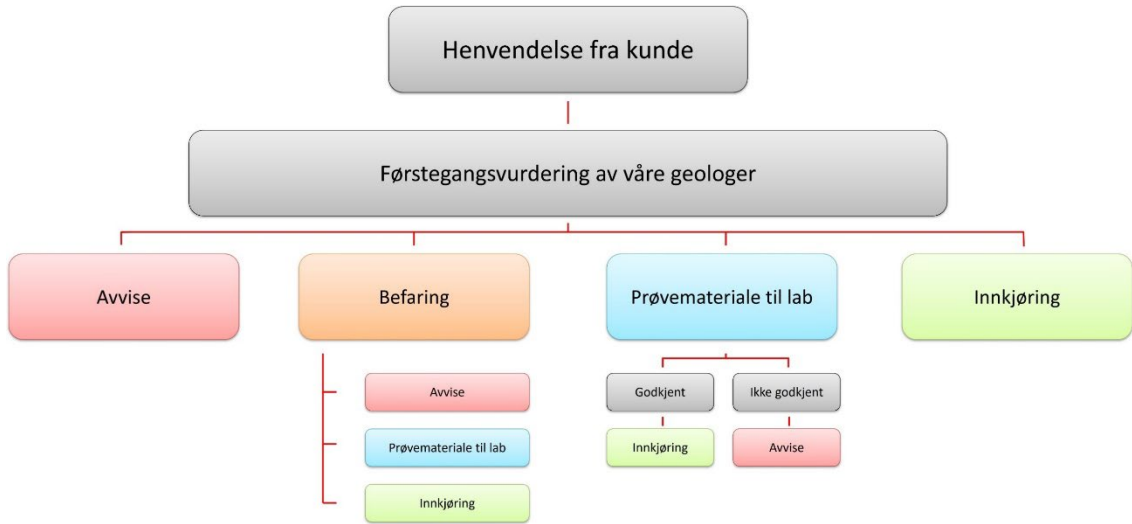 Henvendelse fra kunde
Førstegangsvurdering av våre geologer
Avvise
Befaring
Prøvemateriale til lab
Innkjøring
Avvise
Prøvemateriale til lab
Innkjøring
Godkjent
Ikke godkjent
Innkjøring
Avvise